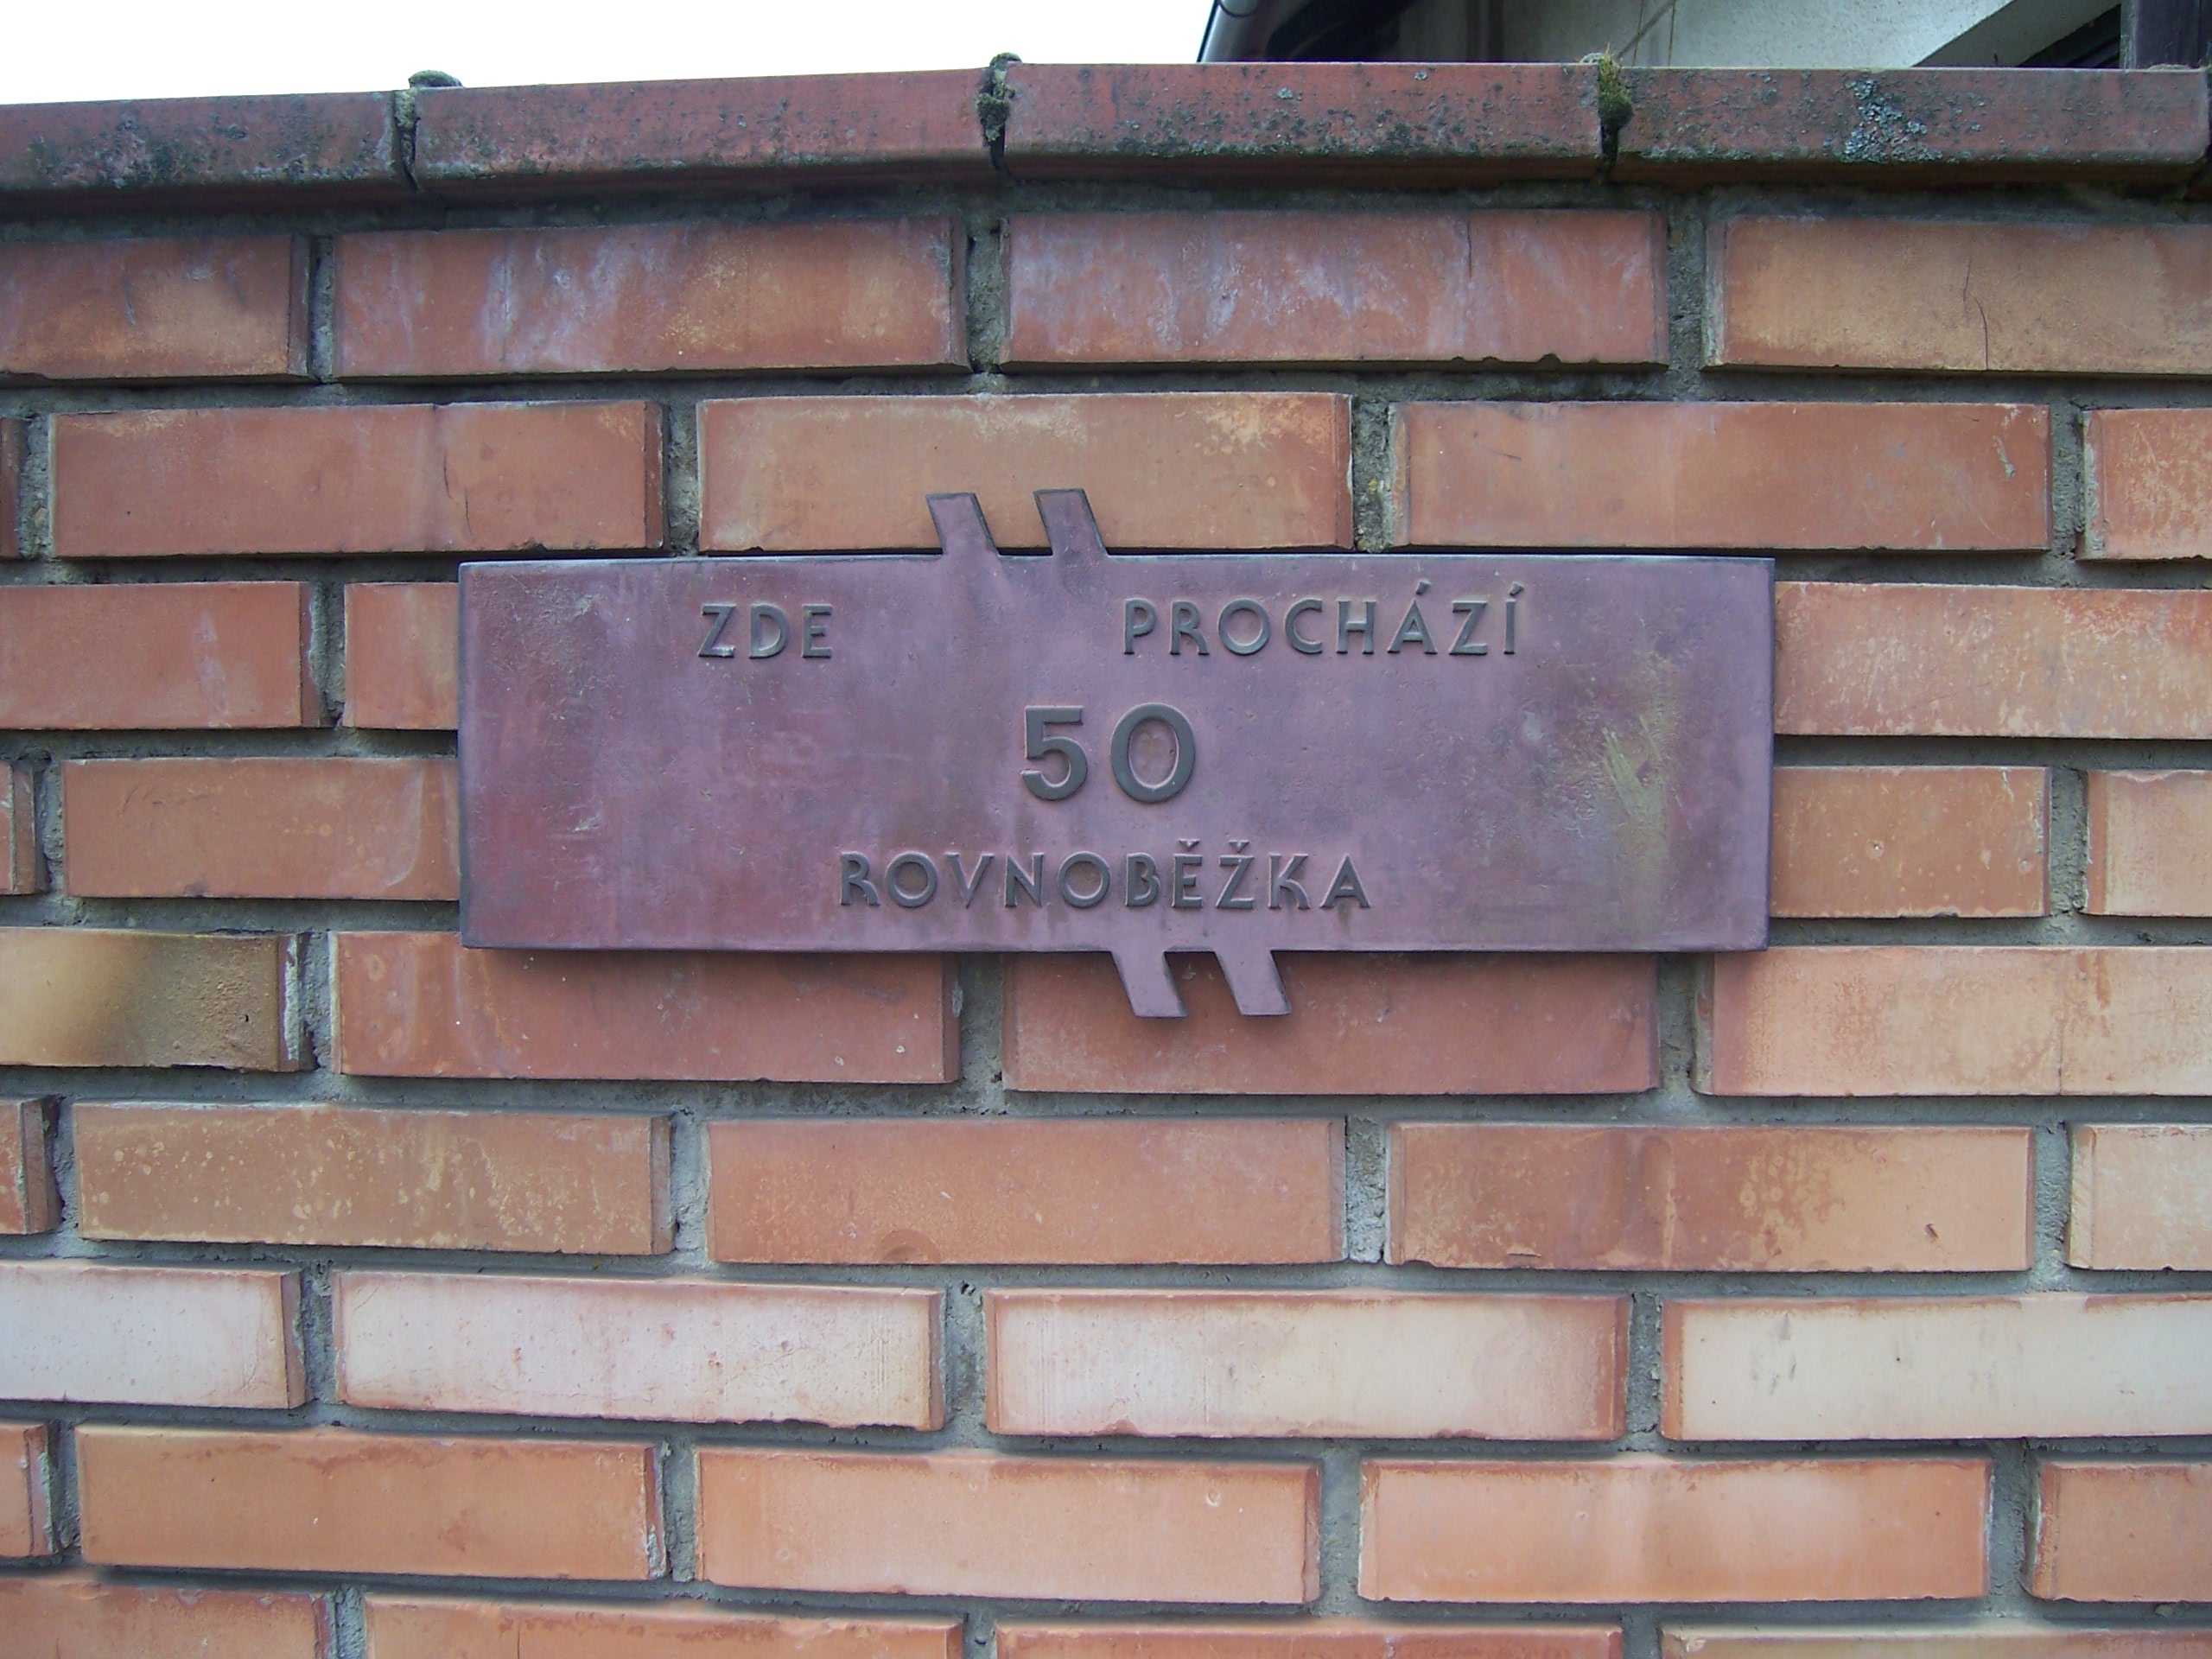 ZDE PROCHÁZÍ
50
ROVNOBĚŽKA